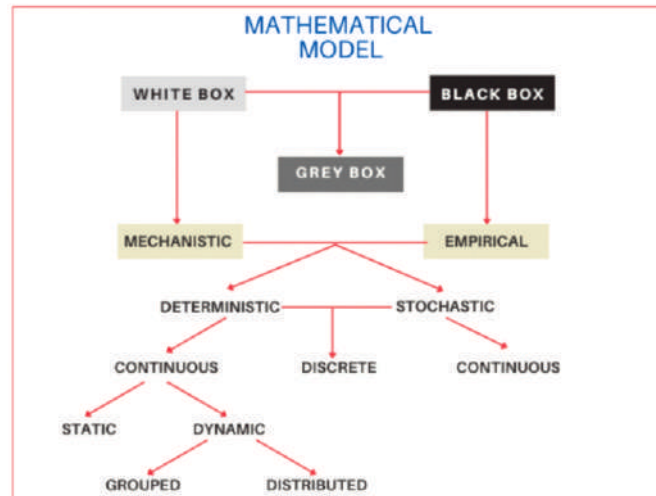 MATHEMATICAL
MODEL
WHITE BOX
BLACK BOX
GREY BOX
MECHANISTIC
EMPIRICAL
DETERMINISTIC
STOCHASTIC
CONTINUOUS
DISCRETE
CONTINUOUS
STATIC
DYNAMIC
GROUPED
DISTRIBUTED